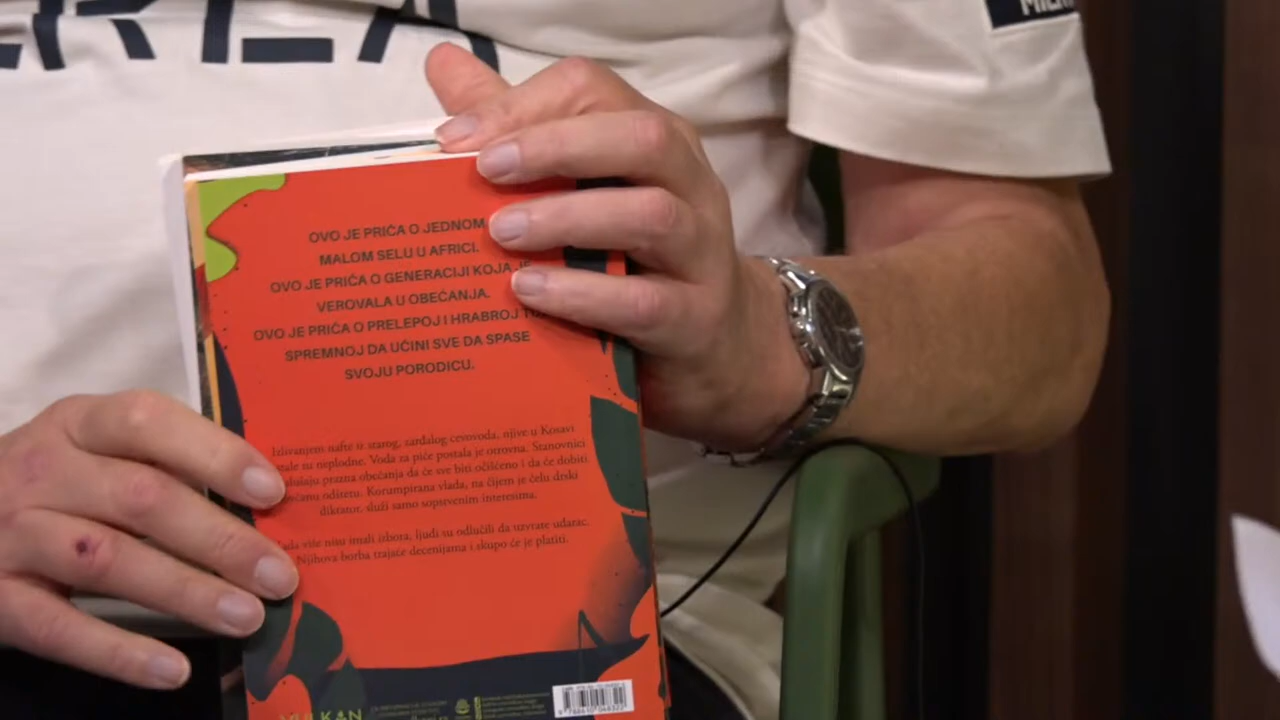 OVO JE PRIČA O JEDNOM
MALOM SELU U AFRICI.
OVO JE PRIČA O GENERACIJI KOJA JE
VEROVALA U OBEĆANJA.
OVO JE PRIČA O PRELEPOJ I HRABROJ
SPREMNOJ DA UČINI SVE DA SPASE
SVOJU PORODICU.
Izlivanjem nafte iz starog, zarđalog cevovoda, njive u Kosavi
su neplodne. Voda za piće postala je otrovna. Stanovnici
prazna obećanja da će sve biti očišćeno i da će dobiti
odštetu. Korumpirana vlada, na čijem je čelu drski
diktator, služi samo sopstvenim interesima.
više nisu imali izbora, ljudi su odlučili da uzvrate udarac.
Njihova borba trajaće decenijama i skupo će je platiti.
VULKAN